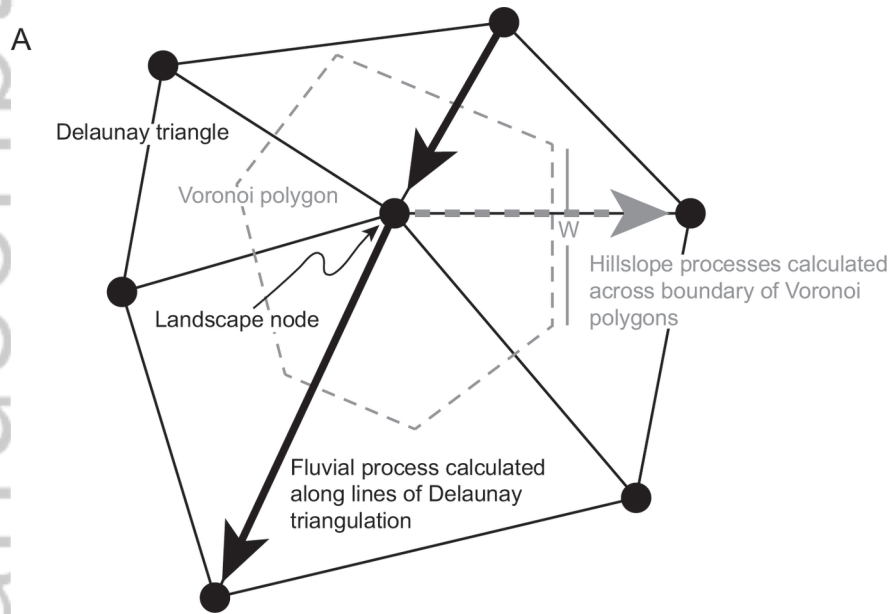 A
Delaunay triangle
Voronoi polygon
W
Hillslope processes calculated
across boundary of Voronoi
polygons
Landscape node
Fluvial process calculated
along lines of Delaunay
triangulation